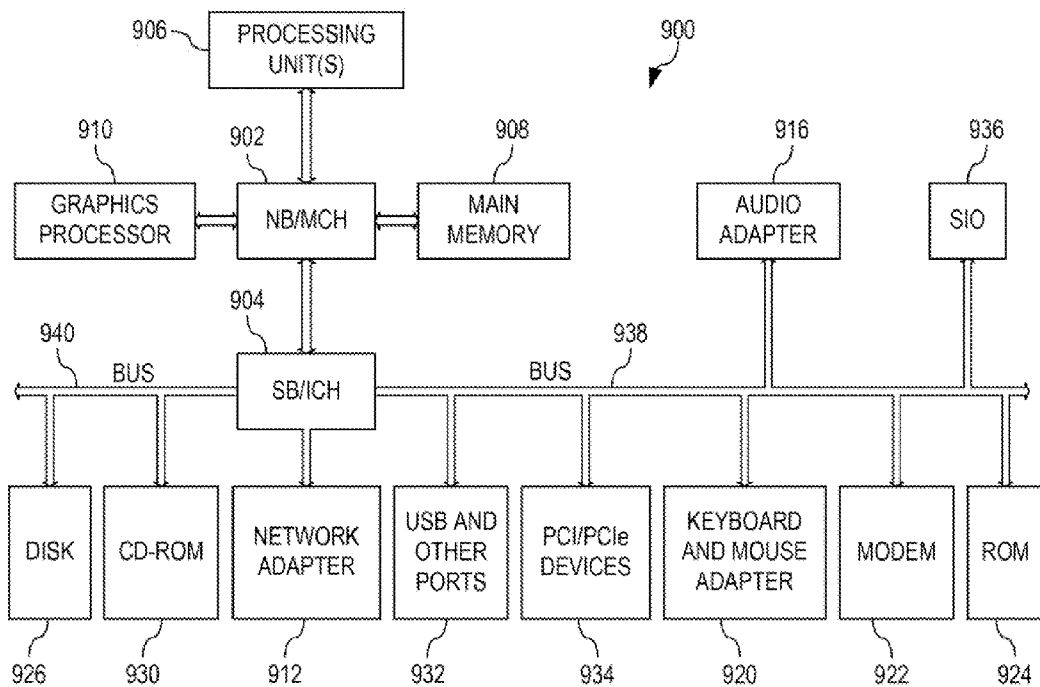 906
PROCESSING
UNIT(S)
900
910
902
908
916
936
GRAPHICS
PROCESSOR
NB/MCH
MAIN
MEMORY
AUDIO
ADAPTER
SIO
940
904
938
BUS
SB/ICH
BUS
DISK
CD-ROM
NETWORK
ADAPTER
USB AND
OTHER
PORTS
PCI/PCIe
DEVICES
KEYBOARD
AND MOUSE
ADAPTER
MODEM
ROM
926
930
912
932
934
920
922
924